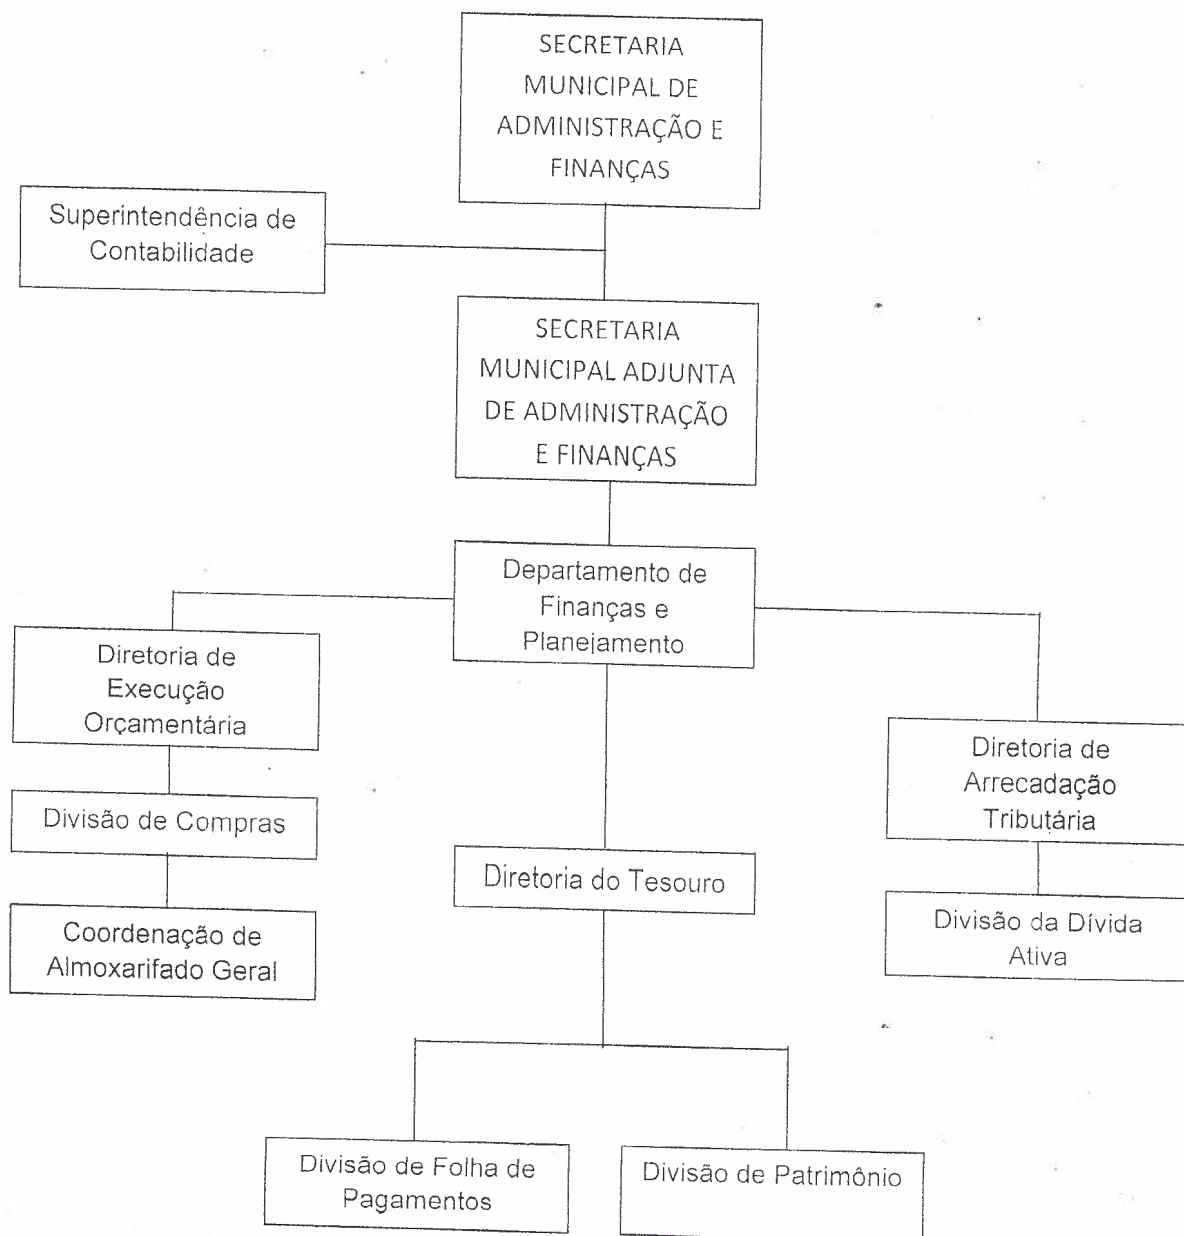 SECRETARIA
MUNICIPAL DE
ADMINISTRAÇÃO E
FINANÇAS
Superintendência de
Contabilidade
SECRETARIA
MUNICIPAL ADJUNTA
DE ADMINISTRAÇÃO
E FINANÇAS
Departamento de
Finanças e
Planejamento
Diretoria de
Execução
Orçamentária
Divisão de Compras
Coordenação de
Almoxarifado Geral
Diretoria do Tesouro
Diretoria de
Arrecadação
Tributária
Divisão da Dívida
Ativa
Divisão de Folha de
Pagamentos
Divisão de Patrimônio